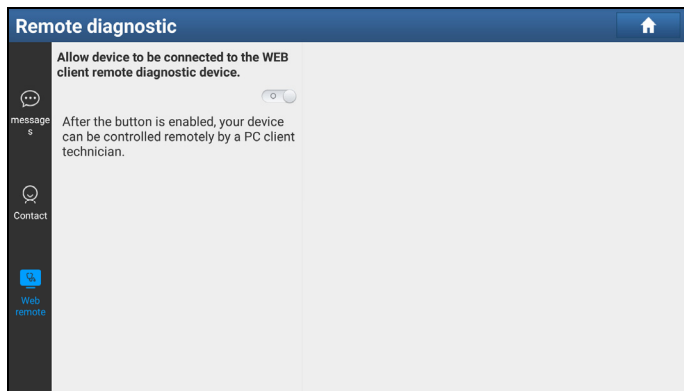 Remote diagnostic
Allow device to be connected to the WEB
client remote diagnostic device.
After the button is enabled, your device
can be controlled remotely by a PC client
technician.
message
s
Contact
Web
remote